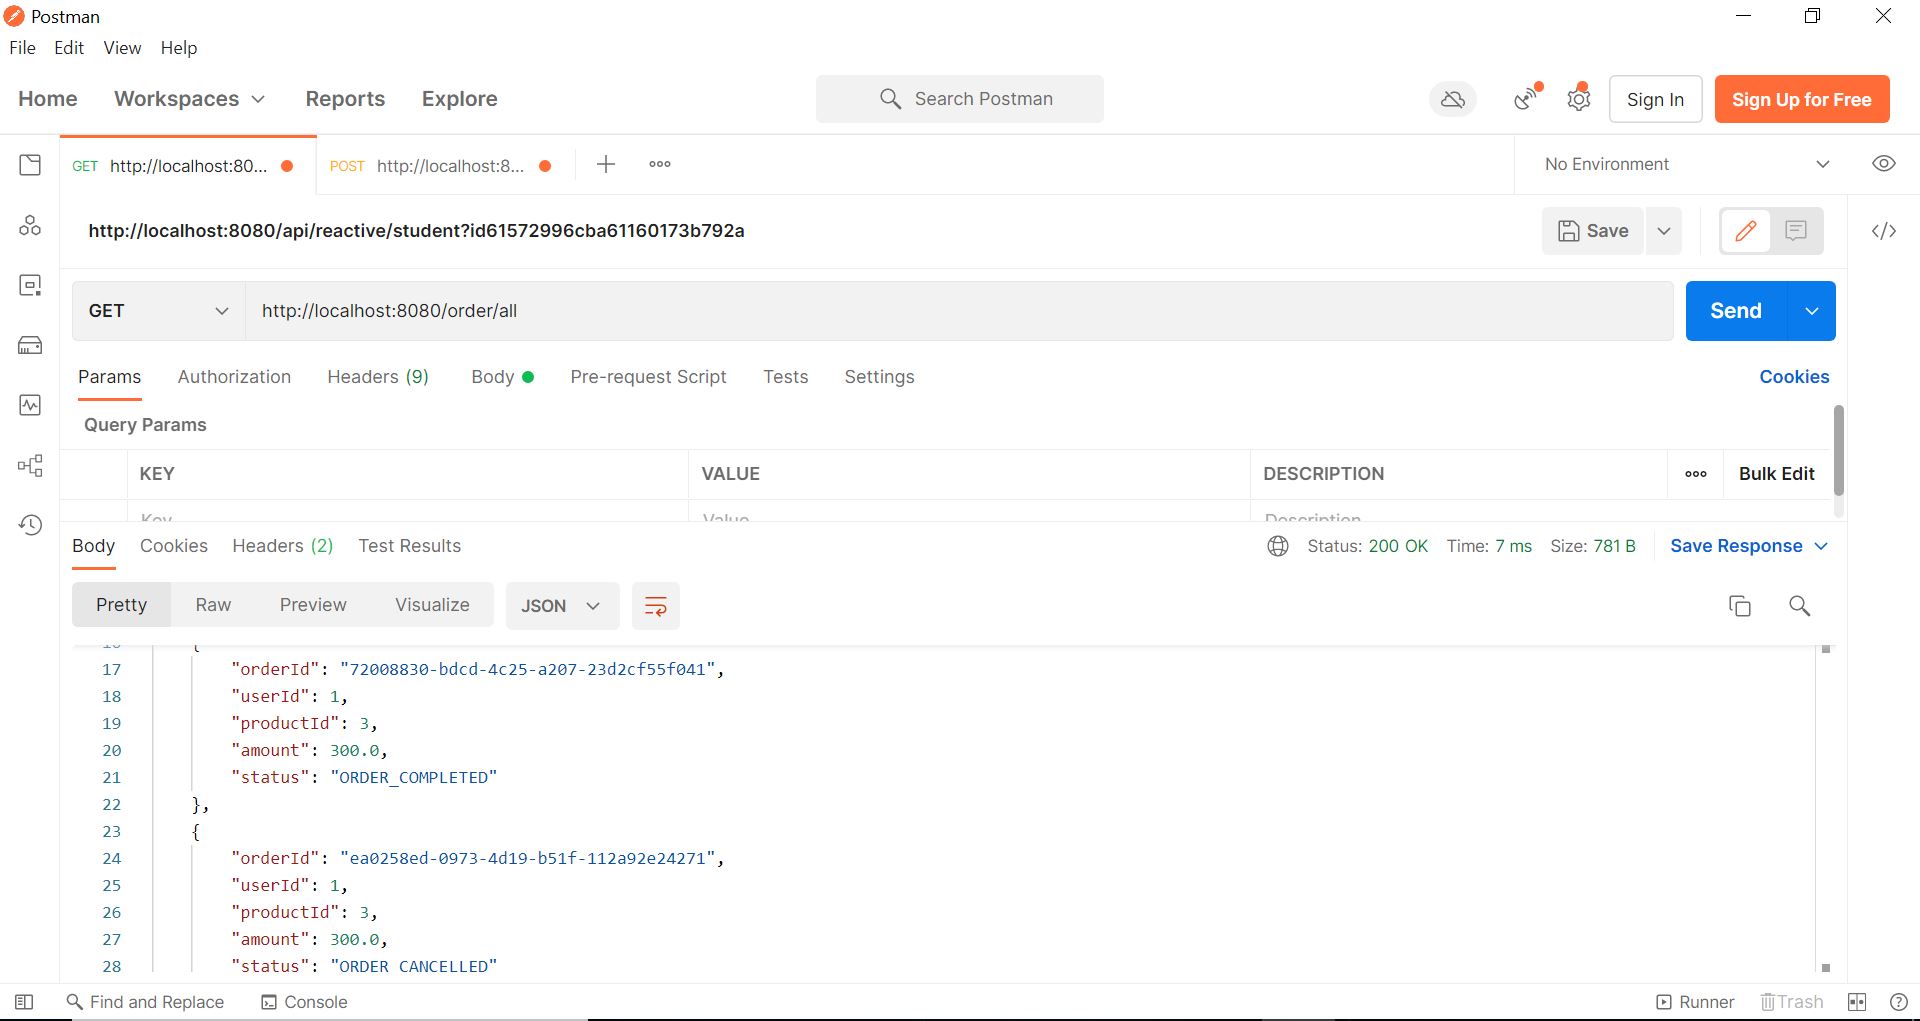 Postman
File Edit View Help
Home Workspaces Reports Explore Search Postman Sign In Sign Up for Free
GET http://localhost:80... POST http://localhost:8... No Environment
http://localhost:8080/api/reactive/student?id61572996cba61160173b792a Save
GET http://localhost:8080/order/all Send
Params Authorization Headers (9) Body Pre-request Script Tests Settings Cookies
Query Params
KEY VALUE DESCRIPTION Bulk Edit
Key Value Description
Body Cookies Headers (2) Test Results Status: 200 OK Time: 7 ms Size: 781 B Save Response
Pretty Raw Preview Visualize JSON
16 {
17 "orderId": "72008830-bdcd-4c25-a207-23d2cf55f041",
18 "userId": 1,
19 "productId": 3,
20 "amount": 300.0,
21 "status": "ORDER_COMPLETED"
22 },
23 {
24 "orderId": "ea0258ed-0973-4d19-b51f-112a92e24271",
25 "userId": 1,
26 "productId": 3,
27 "amount": 300.0,
28 "status": "ORDER CANCELLED"
Find and Replace Console Runner Trash